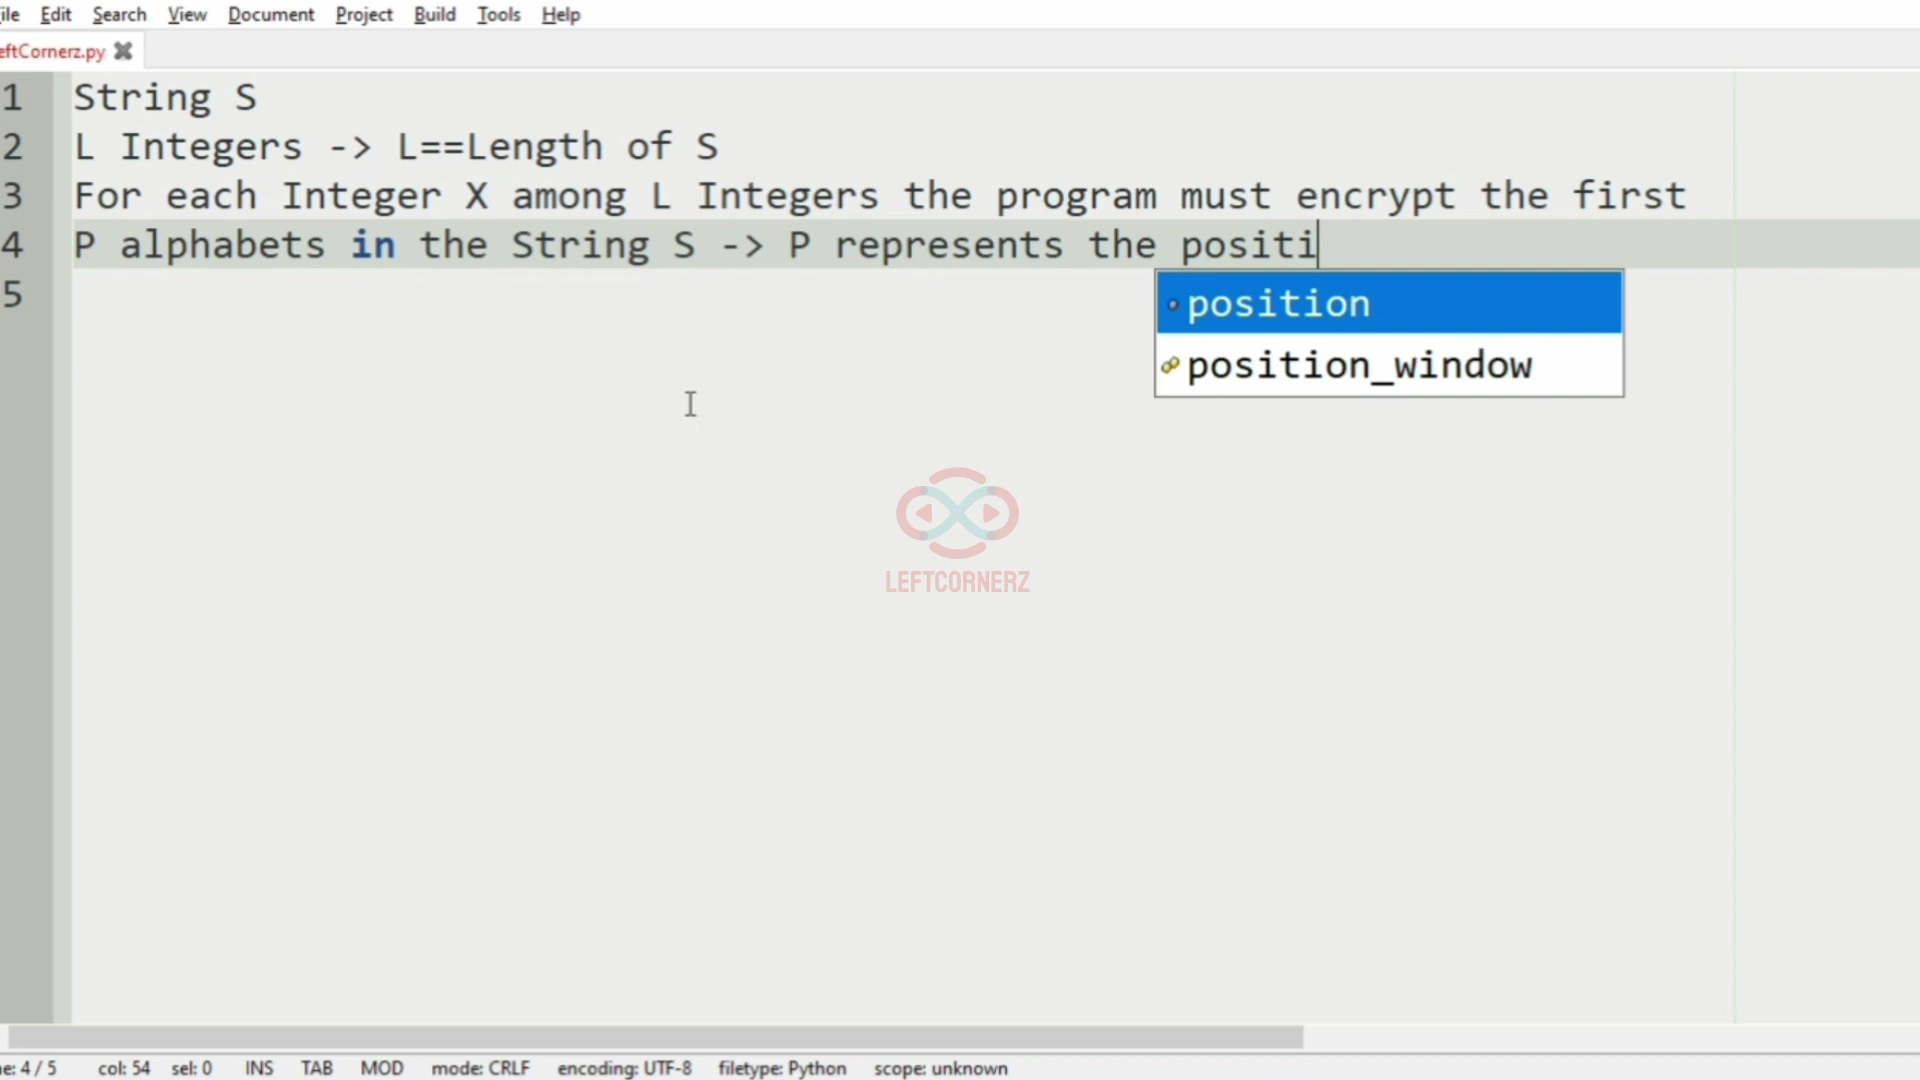 ile Edit Search View Document Project Build Tools Help
eftCornerz.py
1 String S
2 L Integers -> L==Length of S
3 For each Integer X among L Integers the program must encrypt the first
4 P alphabets in the String S -> P represents the positi
5
position
position_window
LEFTCORNERZ
ne: 4 / 5 col: 54 sel: 0 INS TAB MOD mode: CRLF encoding: UTF-8 filetype: Python scope: unknown